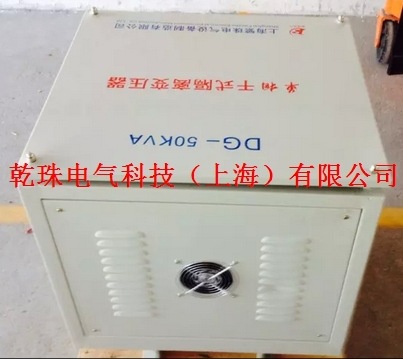 上海繁珠电气设备制造有限公司
单相干式隔离变压器
DG-50KVA
乾珠电气科技（上海）有限公司